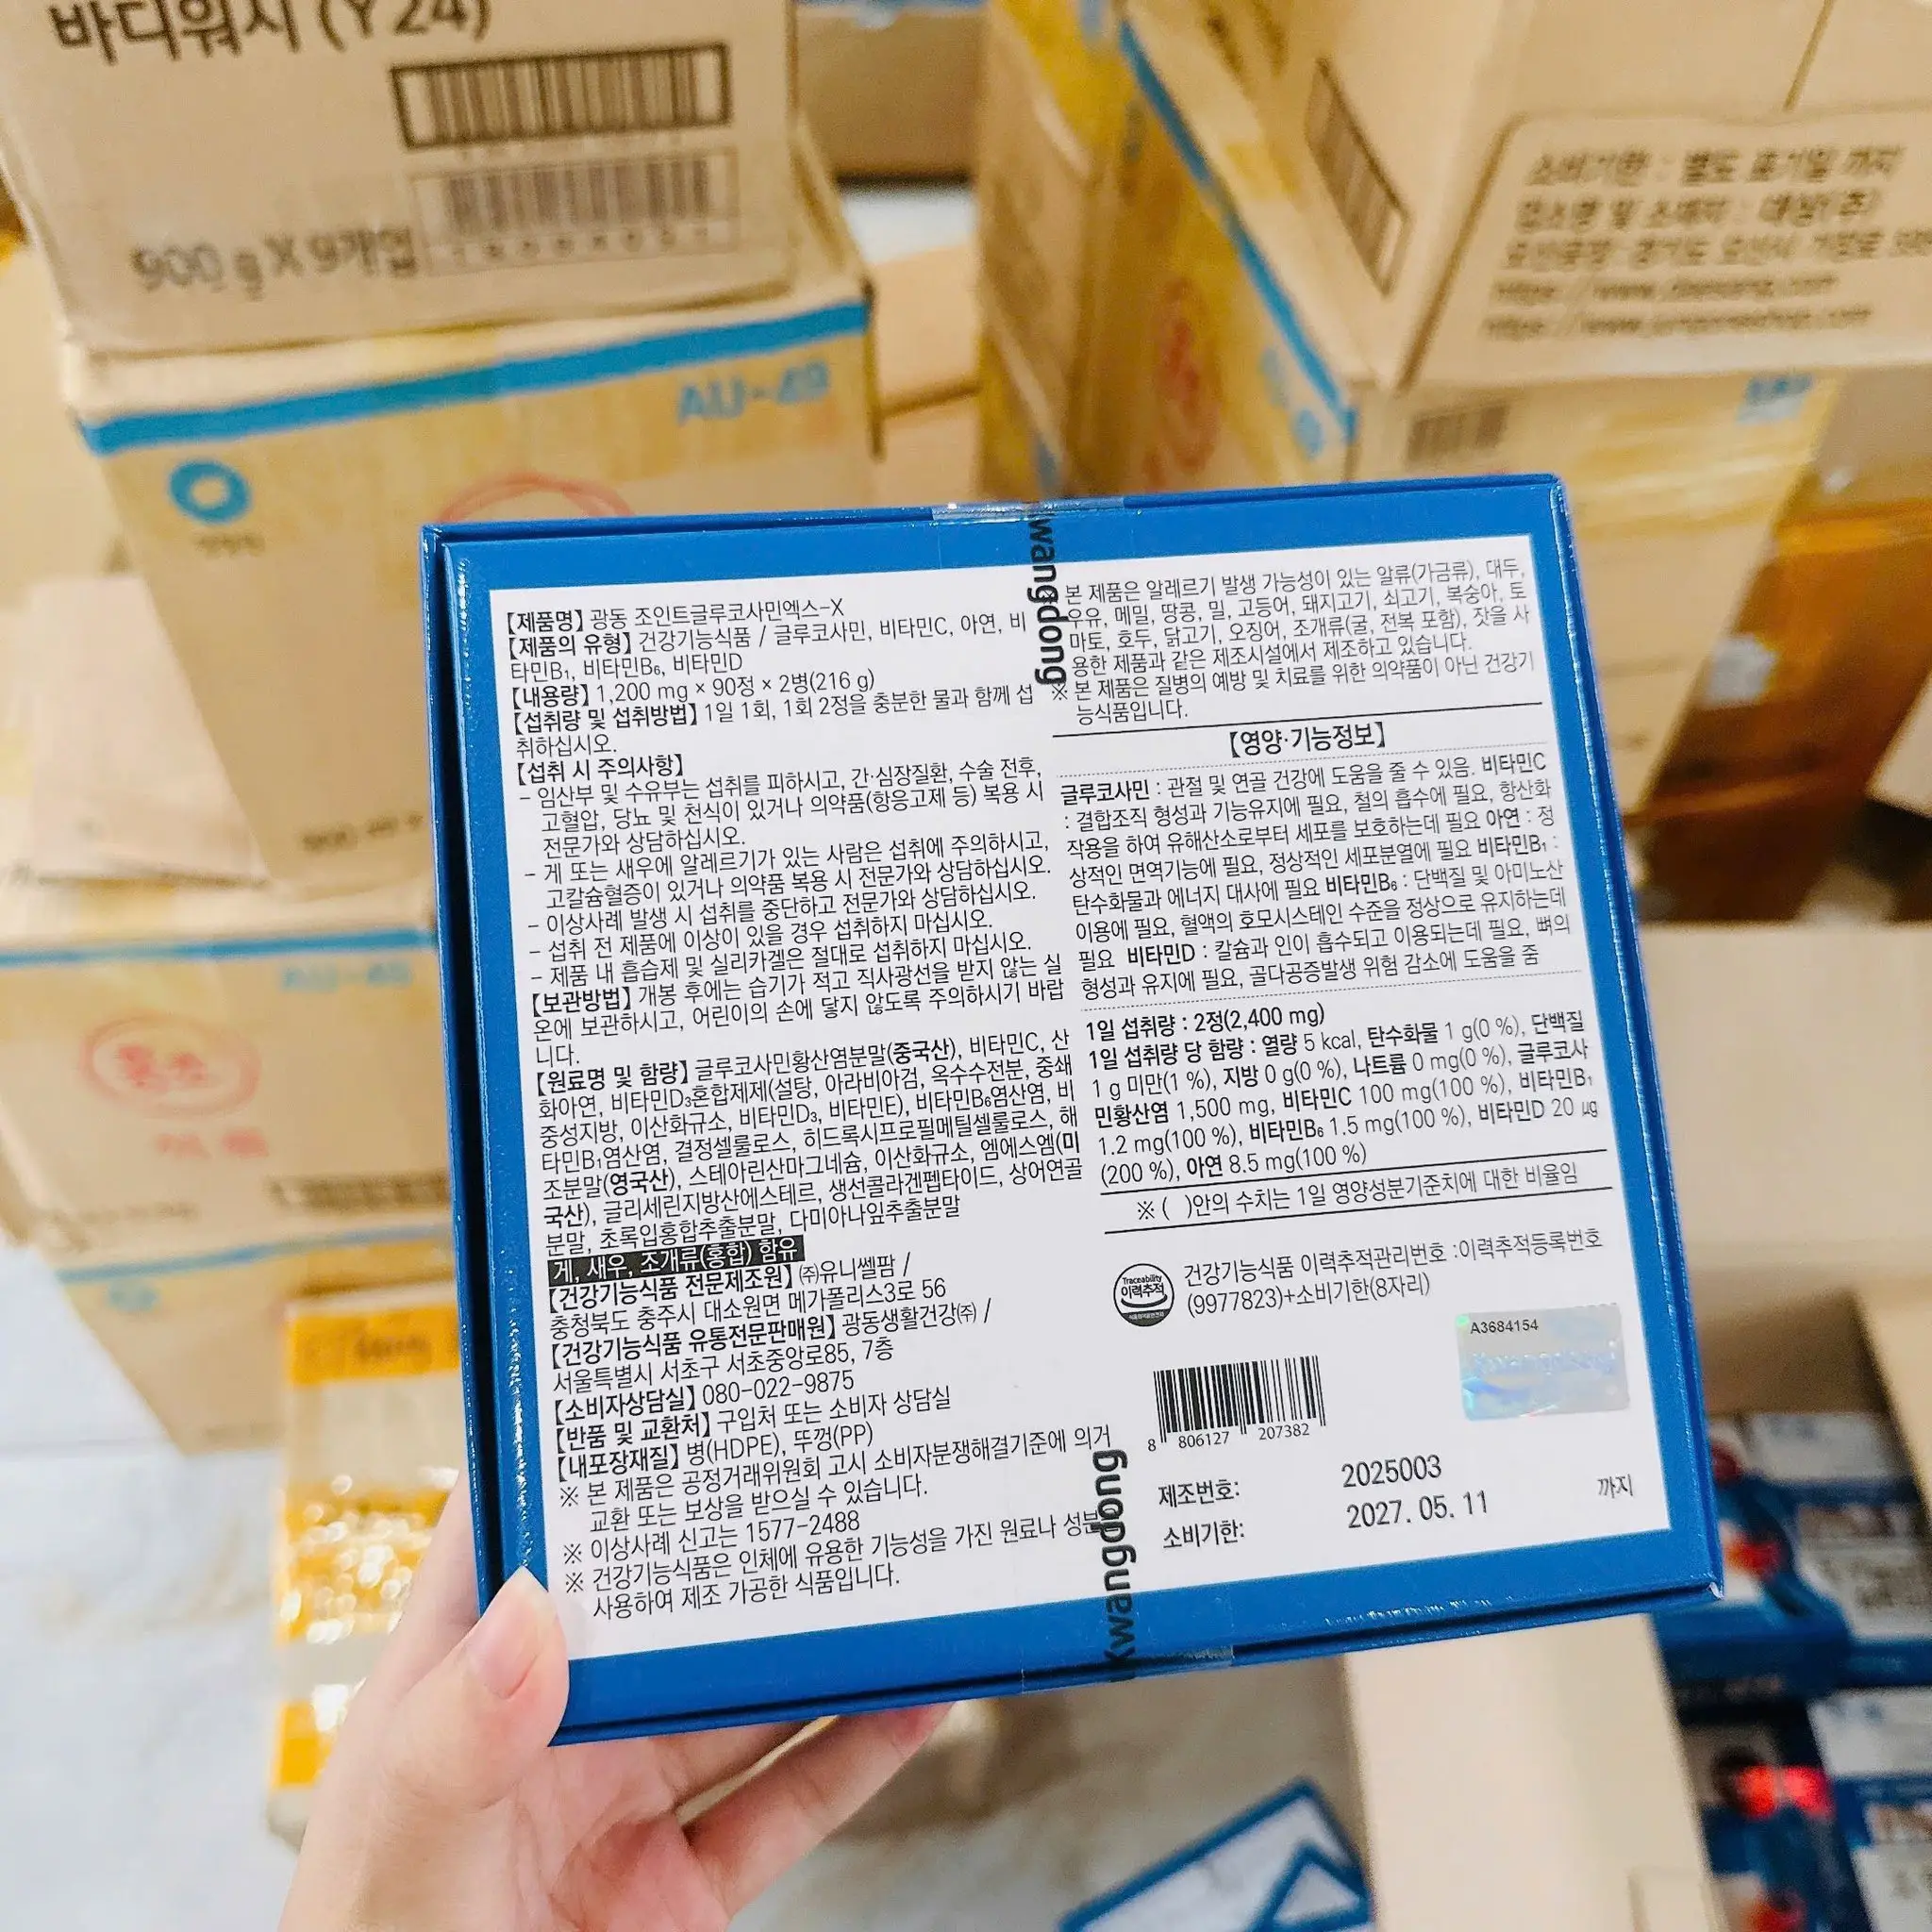 바디워시 (Y24)
900 g X 9개입
AU-49
소비기한 : 별도 표기일 까지
【제품명】 광동 조인트글루코사민엑스-X
【제품의 유형】 건강기능식품 / 글루코사민, 비타민C, 아연, 비
타민B₁, 비타민B₆, 비타민D
【내용량】 1,200 mg × 90정 × 2병(216 g)
【섭취량 및 섭취방법】 1일 1회, 1회 2정을 충분한 물과 함께 섭
취하십시오.
【섭취 시 주의사항】
- 임산부 및 수유부는 섭취를 피하시고, 간·심장질환, 수술 전후,
고혈압, 당뇨 및 천식이 있거나 의약품(항응고제 등) 복용 시
전문가와 상담하십시오.
- 게 또는 새우에 알레르기가 있는 사람은 섭취에 주의하시고,
고칼슘혈증이 있거나 의약품 복용 시 전문가와 상담하십시오.
- 이상사례 발생 시 섭취를 중단하고 전문가와 상담하십시오.
- 섭취 전 제품에 이상이 있을 경우 섭취하지 마십시오.
- 제품 내 흡습제 및 실리카겔은 절대로 섭취하지 마십시오.
【보관방법】 개봉 후에는 습기가 적고 직사광선을 받지 않는 실
온에 보관하시고, 어린이의 손에 닿지 않도록 주의하시기 바랍
니다.
【원료명 및 함량】 글루코사민황산염분말(중국산), 비타민C, 산
화아연, 비타민D₃혼합제제(설탕, 아라비아검, 옥수수전분, 중쇄
중성지방, 이산화규소, 비타민D₃, 비타민E), 비타민B₆염산염, 비
타민B₁염산염, 결정셀룰로스, 히드록시프로필메틸셀룰로스, 해
조분말(영국산), 스테아린산마그네슘, 이산화규소, 엠에스엠(미
국산), 글리세린지방산에스테르, 생선콜라겐펩타이드, 상어연골
분말, 초록입홍합추출분말, 다미아나잎추출분말
게, 새우, 조개류(홍합) 함유
【건강기능식품 전문제조원】 ㈜유니쎌팜 /
충청북도 충주시 대소원면 메가폴리스3로 56
【건강기능식품 유통전문판매원】 광동생활건강㈜ /
서울특별시 서초구 서초중앙로85, 7층
【소비자상담실】 080-022-9875
【반품 및 교환처】 구입처 또는 소비자 상담실
【내포장재질】 병(HDPE), 뚜껑(PP)
※ 본 제품은 공정거래위원회 고시 소비자분쟁해결기준에 의거
교환 또는 보상을 받으실 수 있습니다.
※ 이상사례 신고는 1577-2488
※ 건강기능식품은 인체에 유용한 기능성을 가진 원료나 성분
사용하여 제조 가공한 식품입니다.
kwangdong
본 제품은 알레르기 발생 가능성이 있는 알류(가금류), 대두,
우유, 메밀, 땅콩, 밀, 고등어, 돼지고기, 쇠고기, 복숭아, 토
마토, 호두, 닭고기, 오징어, 조개류(굴, 전복 포함), 잣을 사
용한 제품과 같은 제조시설에서 제조하고 있습니다.
※ 본 제품은 질병의 예방 및 치료를 위한 의약품이 아닌 건강기
능식품입니다.
【영양·기능정보】
글루코사민 : 관절 및 연골 건강에 도움을 줄 수 있음. 비타민C
: 결합조직 형성과 기능유지에 필요, 철의 흡수에 필요, 항산화
작용을 하여 유해산소로부터 세포를 보호하는데 필요 아연 : 정
상적인 면역기능에 필요, 정상적인 세포분열에 필요 비타민B₁ :
탄수화물과 에너지 대사에 필요 비타민B₆ : 단백질 및 아미노산
이용에 필요, 혈액의 호모시스테인 수준을 정상으로 유지하는데
필요 비타민D : 칼슘과 인이 흡수되고 이용되는데 필요, 뼈의
형성과 유지에 필요, 골다공증발생 위험 감소에 도움을 줌
1일 섭취량 : 2정(2,400 mg)
1일 섭취량 당 함량 : 열량 5 kcal, 탄수화물 1 g(0 %), 단백질
1 g 미만(1 %), 지방 0 g(0 %), 나트륨 0 mg(0 %), 글루코사
민황산염 1,500 mg, 비타민C 100 mg(100 %), 비타민B₁
1.2 mg(100 %), 비타민B₆ 1.5 mg(100 %), 비타민D 20 µg
(200 %), 아연 8.5 mg(100 %)
※ ( )안의 수치는 1일 영양성분기준치에 대한 비율임
Traceability
이력추적
건강기능식품 이력추적관리번호 :이력추적등록번호
(9977823)+소비기한(8자리)
A3684154
8 806127 207382
제조번호: 2025003
소비기한: 2027. 05. 11 까지
Kwangdong